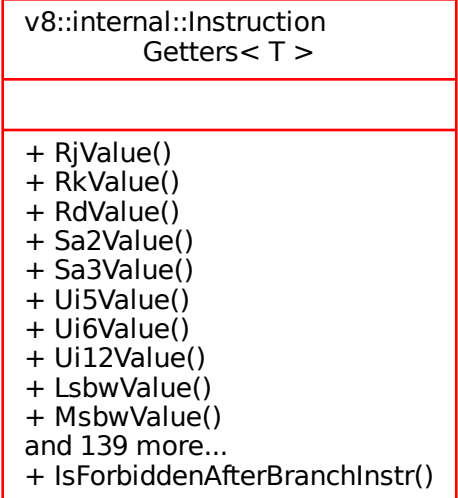 v8::internal::Instruction
Getters< T >
+ RjValue()
+ RkValue()
+ RdValue()
+ Sa2Value()
+ Sa3Value()
+ Ui5Value()
+ Ui6Value()
+ Ui12Value()
+ LsbwValue()
+ MsbwValue()
and 139 more...
+ IsForbiddenAfterBranchInstr()